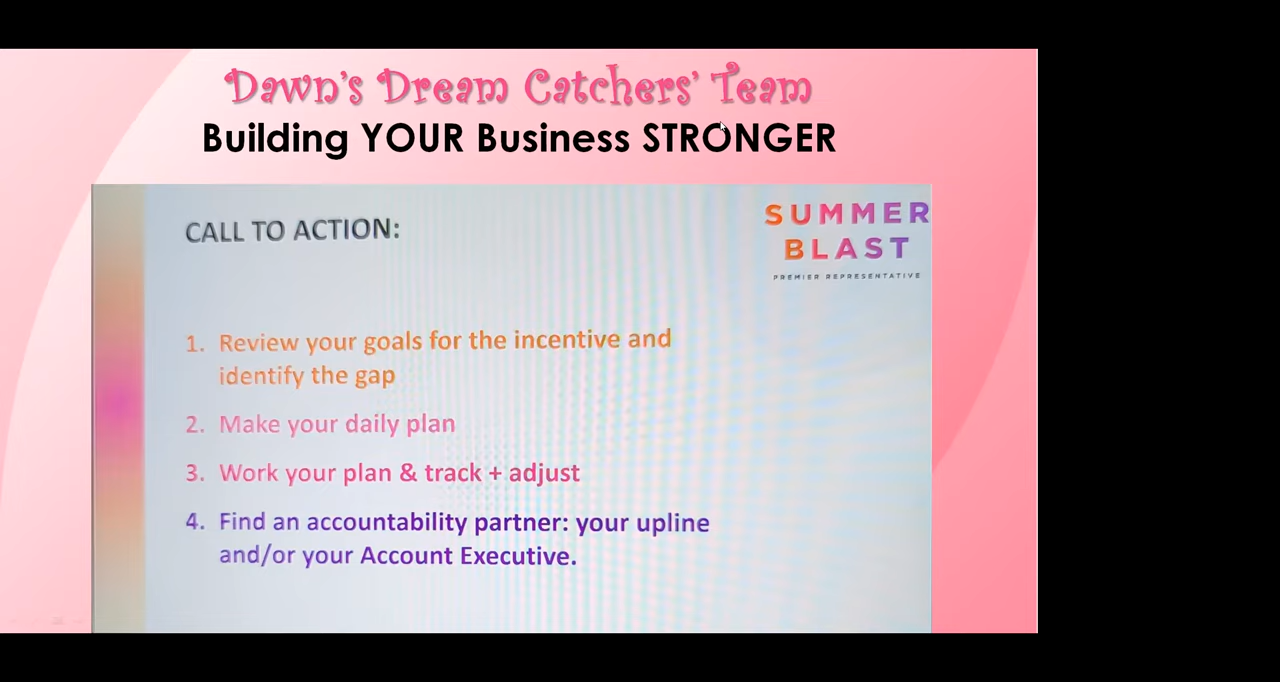 Dawn's Dream Catchers' Team
Building YOUR Business STRONGER
CALL TO ACTION:
SUMMER
BLAST
PREMIER REPRESENTATIVE
1. Review your goals for the incentive and
identify the gap
2. Make your daily plan
3. Work your plan & track + adjust
4. Find an accountability partner: your upline
and/or your Account Executive.